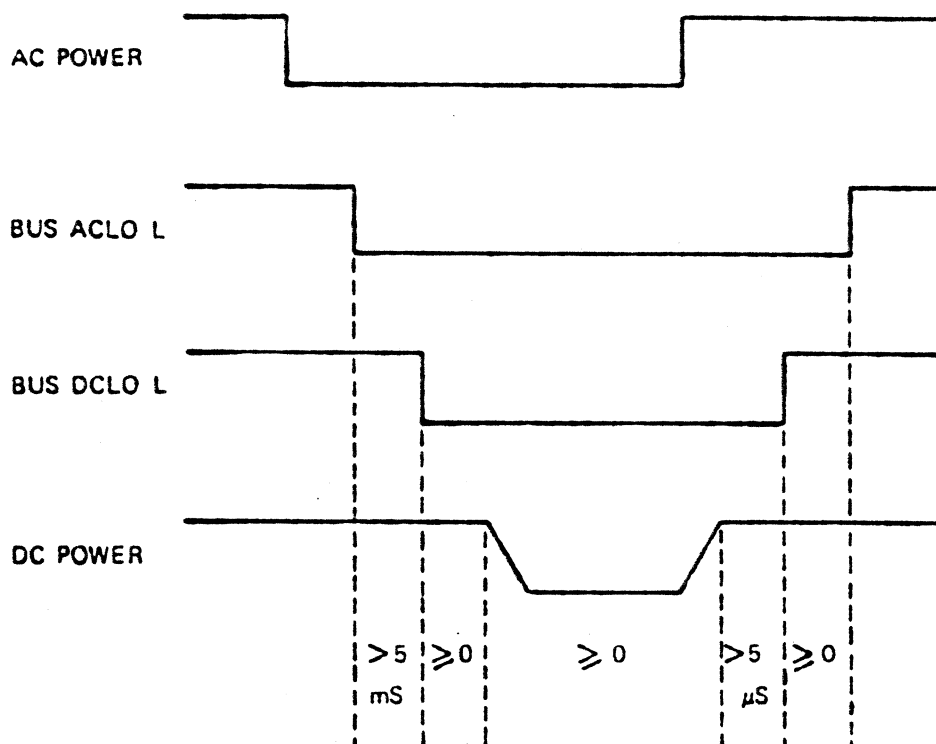 AC POWER
BUS ACLO L
BUS DCLO L
DC POWER
>5 ⩾0 ⩾0 >5 ⩾0
mS μS